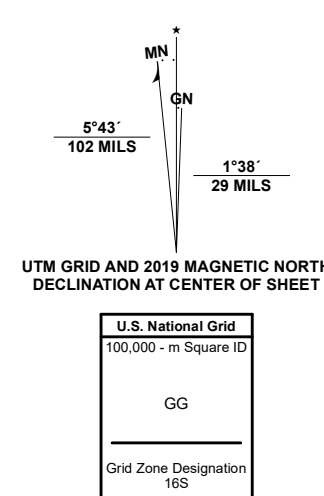 ★
MN
GN
5°43´
102 MILS
1°38´
29 MILS
UTM GRID AND 2019 MAGNETIC NORTH
DECLINATION AT CENTER OF SHEET
U.S. National Grid
100,000 - m Square ID
GG
Grid Zone Designation
16S